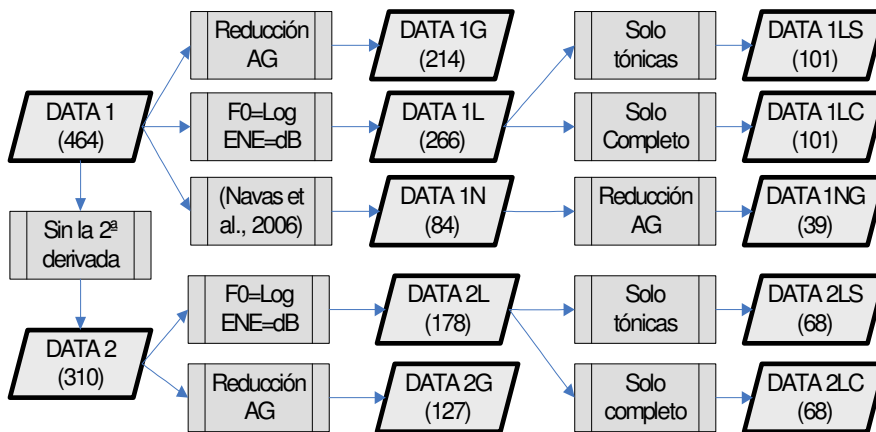 Reducción
AG
DATA 1G
(214)
Solo
tónicas
DATA 1LS
(101)
DATA 1
(464)
F0=Log
ENE=dB
DATA 1L
(266)
Solo
Completo
DATA 1LC
(101)
(Navas et
al., 2006)
DATA 1N
(84)
Reducción
AG
DATA 1NG
(39)
Sin la 2ª
derivada
F0=Log
ENE=dB
DATA 2L
(178)
Solo
tónicas
DATA 2LS
(68)
DATA 2
(310)
Reducción
AG
DATA 2G
(127)
Solo
completo
DATA 2LC
(68)